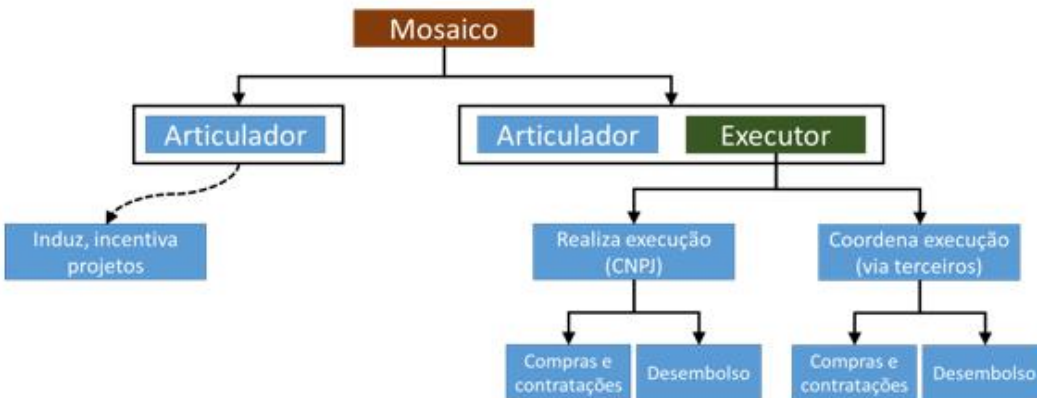 Mosaico
Articulador
Articulador
Executor
Induz, incentiva
projetos
Realiza execução
(CNPJ)
Coordena execução
(via terceiros)
Compras e
contratações
Desembolso
Compras e
contratações
Desembolso